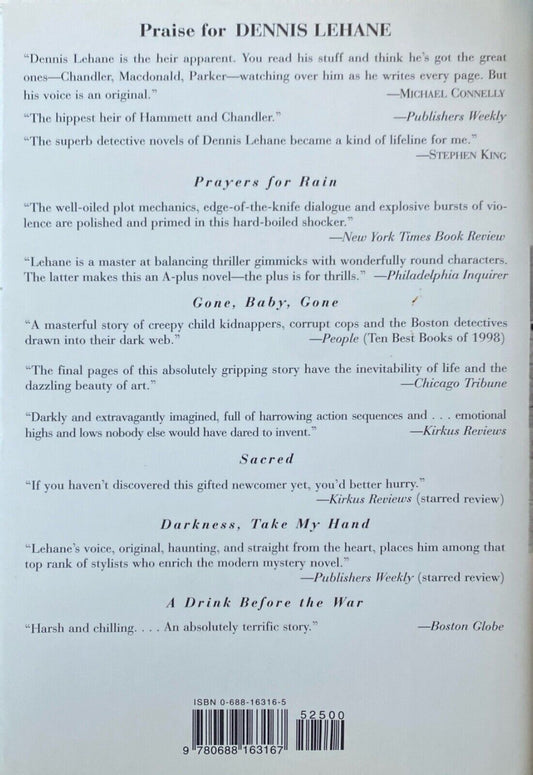 Praise for DENNIS LEHANE
“Dennis Lehane is the heir apparent. You read his stuff and think he’s got the great
ones—Chandler, Macdonald, Parker—watching over him as he writes every page. But
his voice is an original.” —MICHAEL CONNELLY
“The hippest heir of Hammett and Chandler.” —Publishers Weekly
“The superb detective novels of Dennis Lehane became a kind of lifeline for me.”
—STEPHEN KING
Prayers for Rain
“The well-oiled plot mechanics, edge-of-the-knife dialogue and explosive bursts of vio-
lence are polished and primed in this hard-boiled shocker.”
—New York Times Book Review
“Lehane is a master at balancing thriller gimmicks with wonderfully round characters.
The latter makes this an A-plus novel—the plus is for thrills.” —Philadelphia Inquirer
Gone, Baby, Gone
“A masterful story of creepy child kidnappers, corrupt cops and the Boston detectives
drawn into their dark web.” —People (Ten Best Books of 1998)
“The final pages of this absolutely gripping story have the inevitability of life and the
dazzling beauty of art.” —Chicago Tribune
“Darkly and extravagantly imagined, full of harrowing action sequences and . . . emotional
highs and lows nobody else would have dared to invent.” —Kirkus Reviews
Sacred
“If you haven’t discovered this gifted newcomer yet, you’d better hurry.”
—Kirkus Reviews (starred review)
Darkness, Take My Hand
“Lehane’s voice, original, haunting, and straight from the heart, places him among that
top rank of stylists who enrich the modern mystery novel.”
—Publishers Weekly (starred review)
A Drink Before the War
“Harsh and chilling. . . . An absolutely terrific story.” —Boston Globe
ISBN 0-688-16316-5
52500
9 780688 163167